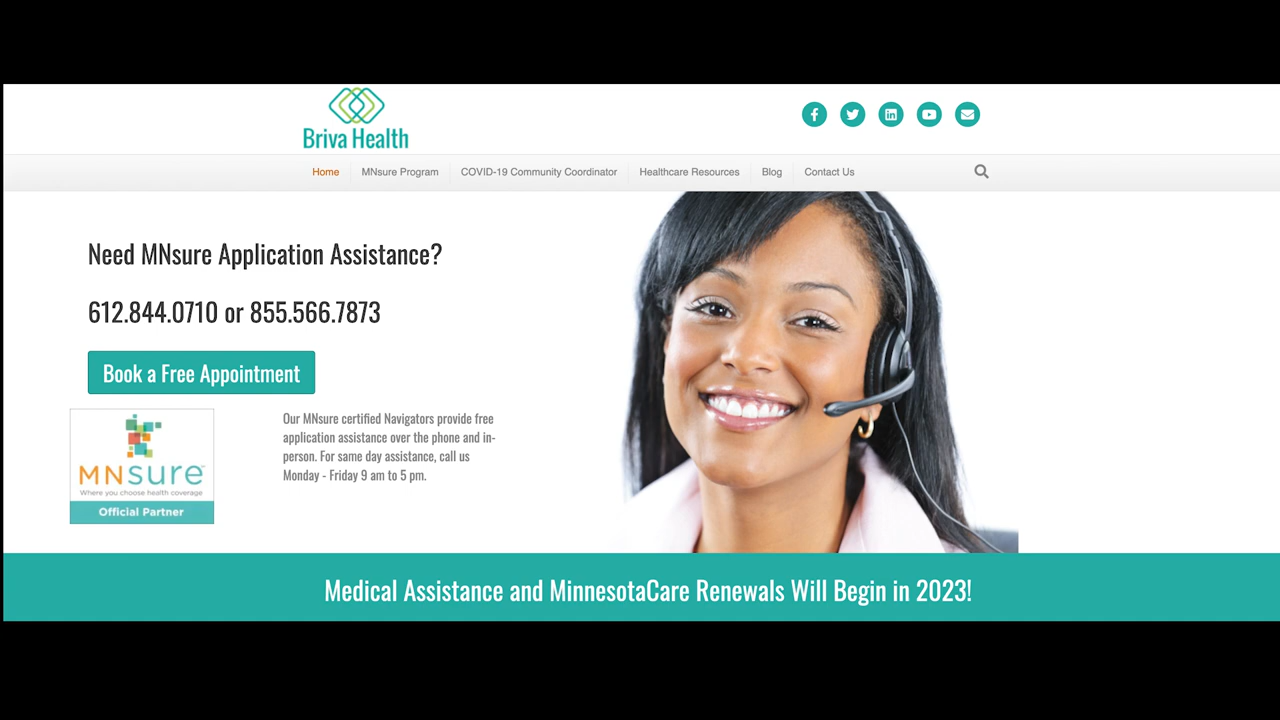 Briva Health
Home
MNsure Program
COVID-19 Community Coordinator
Healthcare Resources
Blog
Contact Us
Need MNsure Application Assistance?
612.844.0710 or 855.566.7873
Book a Free Appointment
Our MNsure certified Navigators provide free
application assistance over the phone and in-
person. For same day assistance, call us
Monday - Friday 9 am to 5 pm.
MNsure
Where you choose health coverage
Official Partner
Medical Assistance and MinnesotaCare Renewals Will Begin in 2023!